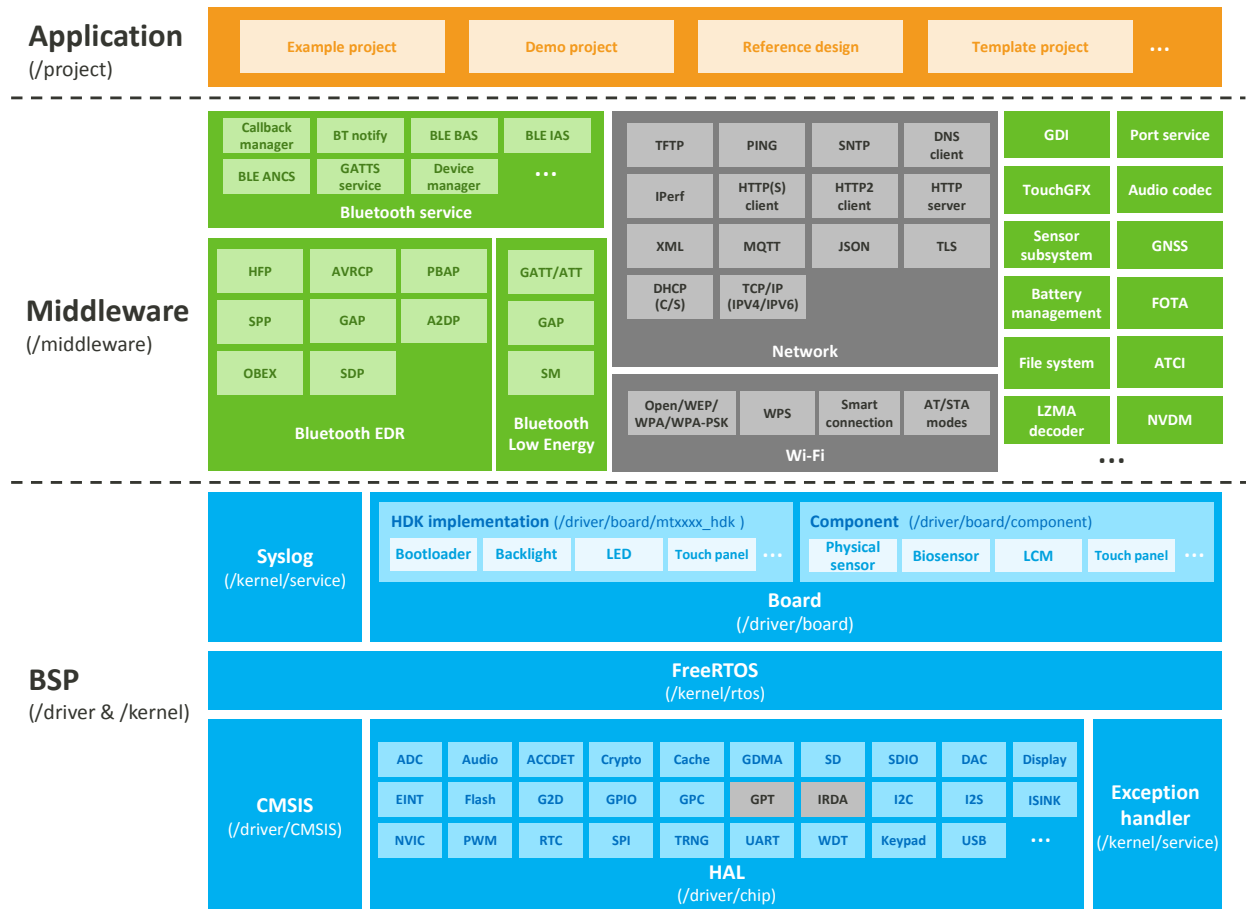 Application
(/project)
Example project
Demo project
Reference design
Template project
...
Middleware
(/middleware)
Callback
manager
BT notify
BLE BAS
BLE IAS
BLE ANCS
GATTS
service
Device
manager
...
Bluetooth service
HFP
AVRCP
PBAP
SPP
GAP
A2DP
OBEX
SDP
Bluetooth EDR
GATT/ATT
GAP
SM
Bluetooth
Low Energy
TFTP
PING
SNTP
DNS
client
IPerf
HTTP(S)
client
HTTP2
client
HTTP
server
XML
MQTT
JSON
TLS
DHCP
(C/S)
TCP/IP
(IPV4/IPV6)
Network
Open/WEP/
WPA/WPA-PSK
WPS
Smart
connection
AT/STA
modes
Wi-Fi
GDI
Port service
TouchGFX
Audio codec
Sensor
subsystem
GNSS
Battery
management
FOTA
File system
ATCI
LZMA
decoder
NVDM
...
BSP
(/driver & /kernel)
Syslog
(/kernel/service)
HDK implementation (/driver/board/mtxxxx_hdk )
Bootloader
Backlight
LED
Touch panel
...
Component (/driver/board/component)
Physical
sensor
Biosensor
LCM
Touch panel
...
Board
(/driver/board)
FreeRTOS
(/kernel/rtos)
CMSIS
(/driver/CMSIS)
ADC
Audio
ACCDET
Crypto
Cache
GDMA
SD
SDIO
DAC
Display
EINT
Flash
G2D
GPIO
GPC
GPT
IRDA
I2C
I2S
ISINK
NVIC
PWM
RTC
SPI
TRNG
UART
WDT
Keypad
USB
...
HAL
(/driver/chip)
Exception
handler
(/kernel/service)